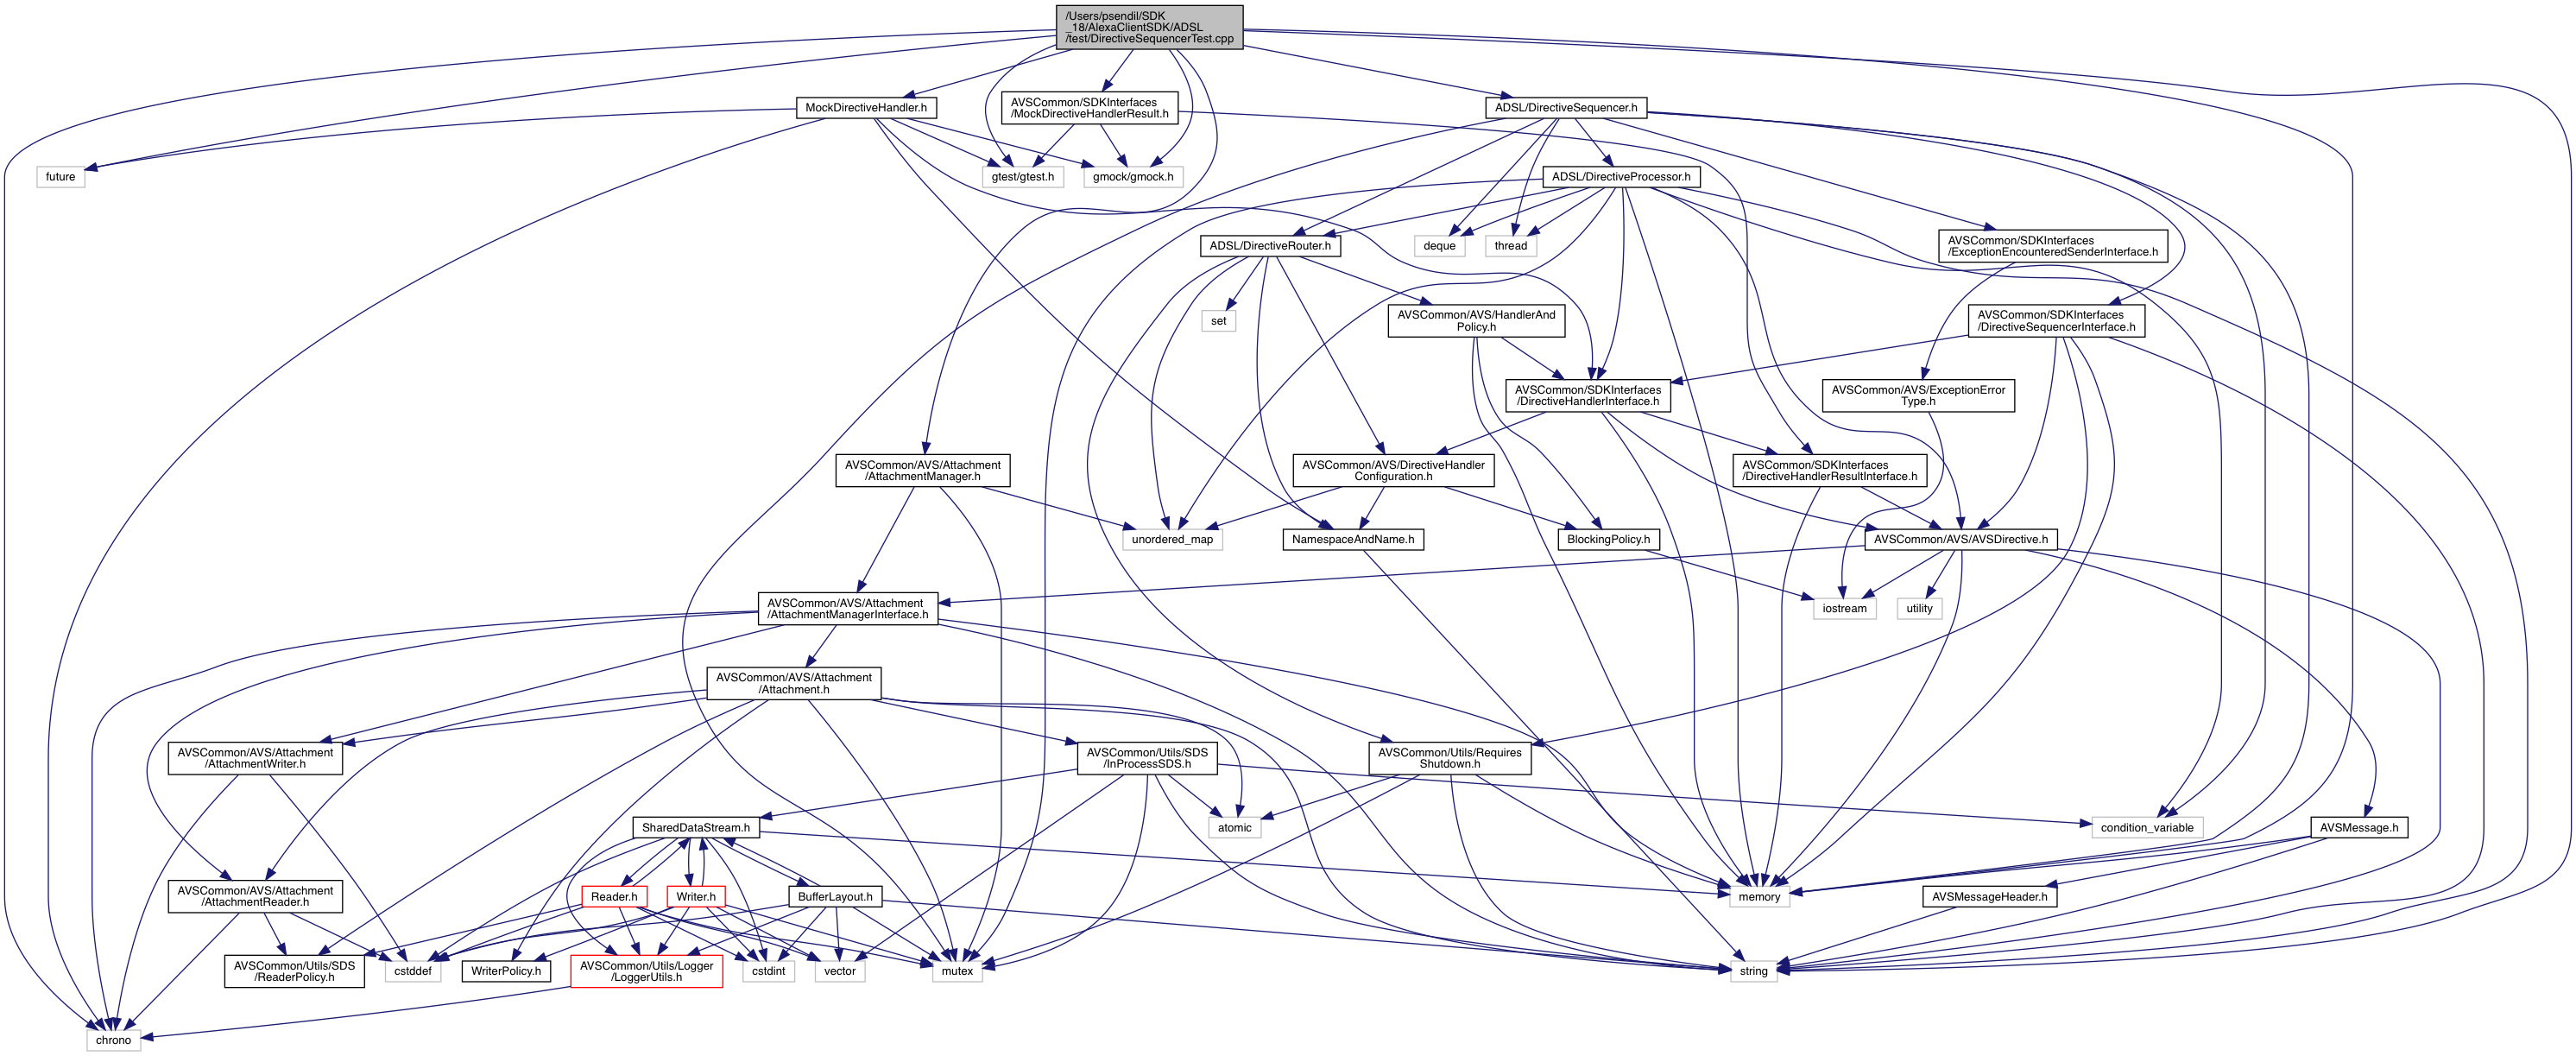 /Users/psendil/SDK
_18/AlexaClientSDK/ADSL
/test/DirectiveSequencerTest.cpp
MockDirectiveHandler.h
AVSCommon/SDKInterfaces
/MockDirectiveHandlerResult.h
ADSL/DirectiveSequencer.h
future
gtest/gtest.h
gmock/gmock.h
ADSL/DirectiveProcessor.h
ADSL/DirectiveRouter.h
deque
thread
AVSCommon/SDKInterfaces
/ExceptionEncounteredSenderInterface.h
set
AVSCommon/AVS/HandlerAnd
Policy.h
AVSCommon/SDKInterfaces
/DirectiveSequencerInterface.h
AVSCommon/SDKInterfaces
/DirectiveHandlerInterface.h
AVSCommon/AVS/ExceptionError
Type.h
AVSCommon/AVS/Attachment
/AttachmentManager.h
AVSCommon/AVS/DirectiveHandler
Configuration.h
AVSCommon/SDKInterfaces
/DirectiveHandlerResultInterface.h
unordered_map
NamespaceAndName.h
BlockingPolicy.h
AVSCommon/AVS/AVSDirective.h
AVSCommon/AVS/Attachment
/AttachmentManagerInterface.h
iostream
utility
AVSCommon/AVS/Attachment
/Attachment.h
AVSCommon/AVS/Attachment
/AttachmentWriter.h
AVSCommon/Utils/SDS
/InProcessSDS.h
AVSCommon/Utils/Requires
Shutdown.h
SharedDataStream.h
atomic
condition_variable
AVSMessage.h
AVSCommon/AVS/Attachment
/AttachmentReader.h
Reader.h
Writer.h
BufferLayout.h
memory
AVSMessageHeader.h
AVSCommon/Utils/SDS
/ReaderPolicy.h
cstddef
WriterPolicy.h
AVSCommon/Utils/Logger
/LoggerUtils.h
cstdint
vector
mutex
string
chrono